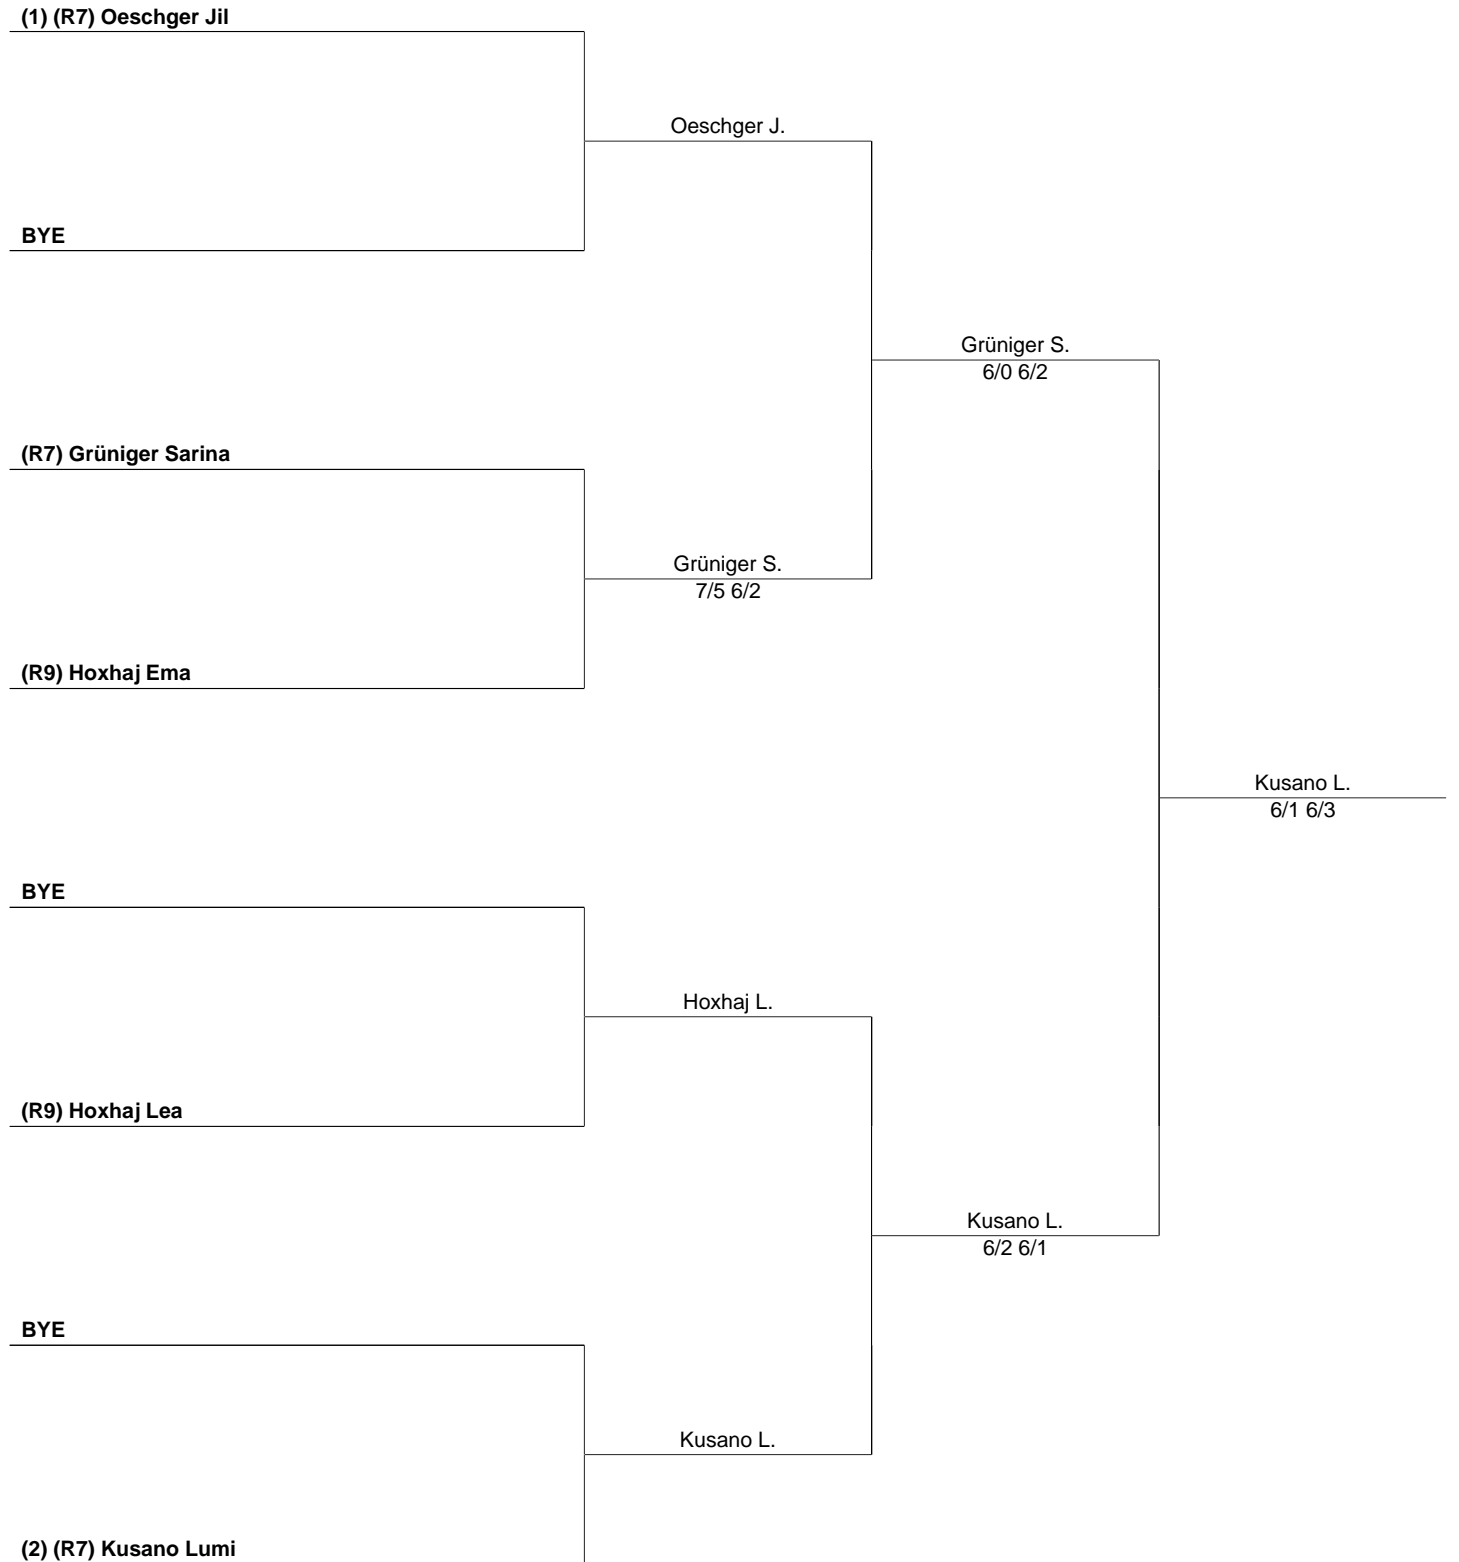 (1) (R7) Oeschger Jil
Oeschger J.
BYE
Grüniger S.
6/0 6/2
(R7) Grüniger Sarina
Grüniger S.
7/5 6/2
(R9) Hoxhaj Ema
Kusano L.
6/1 6/3
BYE
Hoxhaj L.
(R9) Hoxhaj Lea
Kusano L.
6/2 6/1
BYE
Kusano L.
(2) (R7) Kusano Lumi